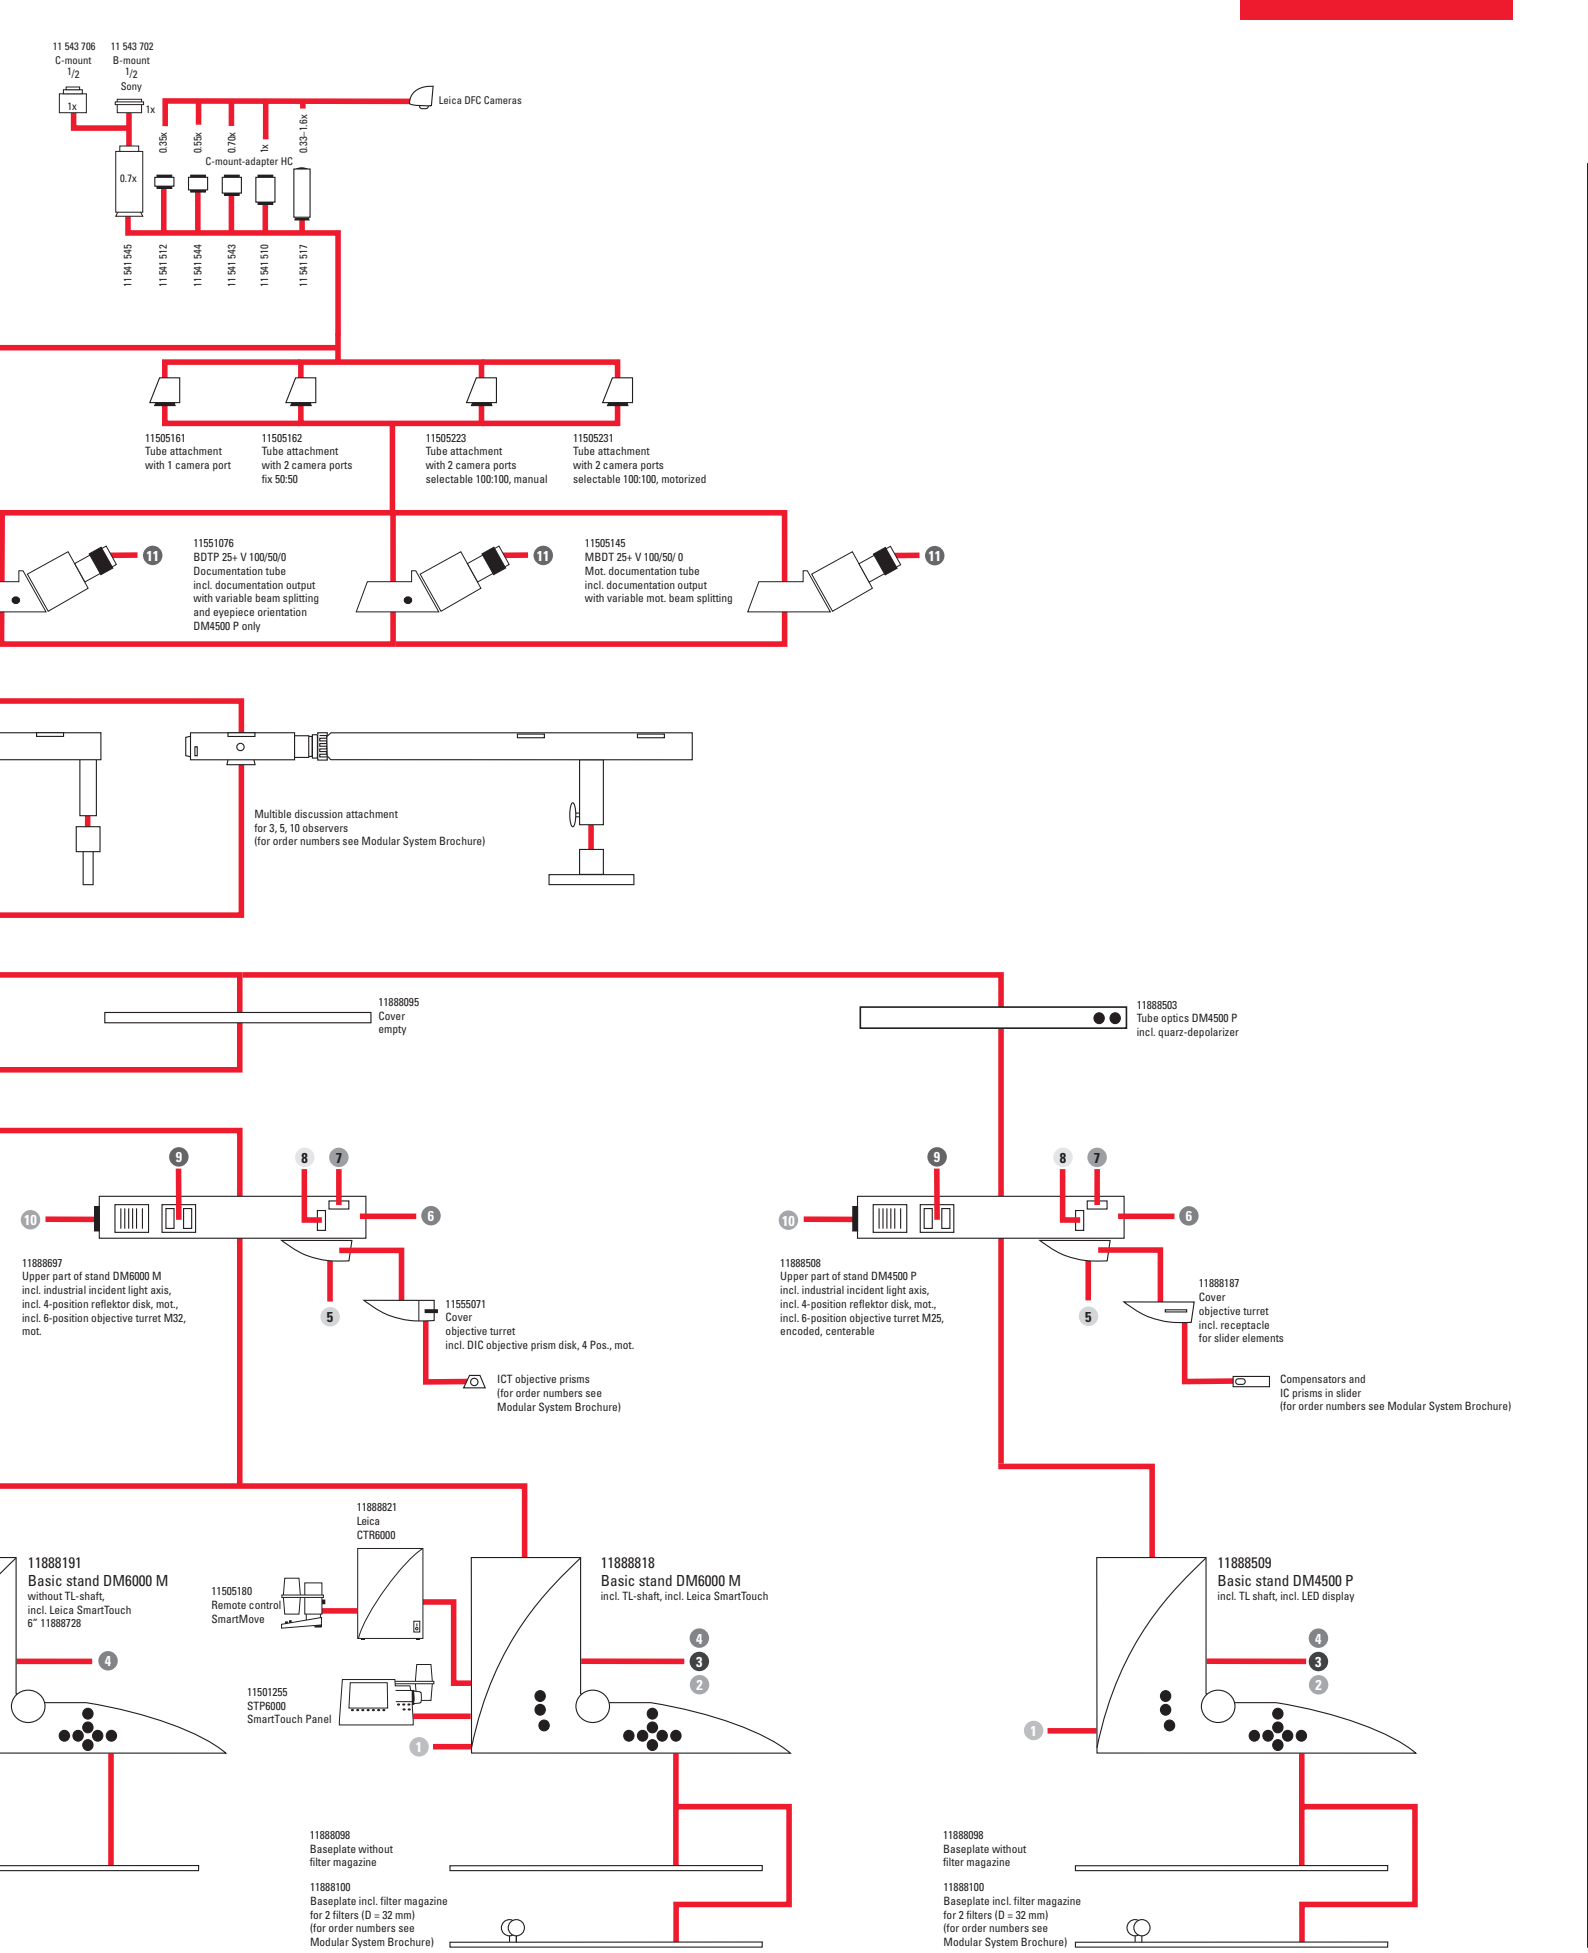 11 543 706
C-mount
1/2
1x
11 543 702
B-mount
1/2
Sony
1x
0.7x
0.35x
0.55x
0.70x
1x
0.33–1.6x
Leica DFC Cameras
C-mount-adapter HC
11 541 545
11 541 512
11 541 544
11 541 543
11 541 510
11 541 517
11505161
Tube attachment
with 1 camera port
11505162
Tube attachment
with 2 camera ports
fix 50:50
11505223
Tube attachment
with 2 camera ports
selectable 100:100, manual
11505231
Tube attachment
with 2 camera ports
selectable 100:100, motorized
11
11551076
BDTP 25+ V 100/50/0
Documentation tube
incl. documentation output
with variable beam splitting
and eyepiece orientation
DM4500 P only
11
11505145
MBDT 25+ V 100/50/ 0
Mot. documentation tube
incl. documentation output
with variable mot. beam splitting
11
Multible discussion attachment
for 3, 5, 10 observers
(for order numbers see Modular System Brochure)
11888095
Cover
empty
11888503
Tube optics DM4500 P
incl. quarz-depolarizer
9
8
7
10
6
5
11888697
Upper part of stand DM6000 M
incl. industrial incident light axis,
incl. 4-position reflektor disk, mot.,
incl. 6-position objective turret M32,
mot.
11555071
Cover
objective turret
incl. DIC objective prism disk, 4 Pos., mot.
ICT objective prisms
(for order numbers see
Modular System Brochure)
9
8
7
10
6
5
11888508
Upper part of stand DM4500 P
incl. industrial incident light axis,
incl. 4-position reflektor disk, mot.,
incl. 6-position objective turret M25,
encoded, centerable
11888187
Cover
objective turret
incl. receptacle
for slider elements
Compensators and
IC prisms in slider
(for order numbers see Modular System Brochure)
11888191
Basic stand DM6000 M
without TL-shaft,
incl. Leica SmartTouch
6˝ 11888728
4
11888821
Leica
CTR6000
11505180
Remote control
SmartMove
11501255
STP6000
SmartTouch Panel
1
11888818
Basic stand DM6000 M
incl. TL-shaft, incl. Leica SmartTouch
4
3
2
11888509
Basic stand DM4500 P
incl. TL shaft, incl. LED display
4
3
2
1
11888098
Baseplate without
filter magazine
11888100
Baseplate incl. filter magazine
for 2 filters (D = 32 mm)
(for order numbers see
Modular System Brochure)
11888098
Baseplate without
filter magazine
11888100
Baseplate incl. filter magazine
for 2 filters (D = 32 mm)
(for order numbers see
Modular System Brochure)